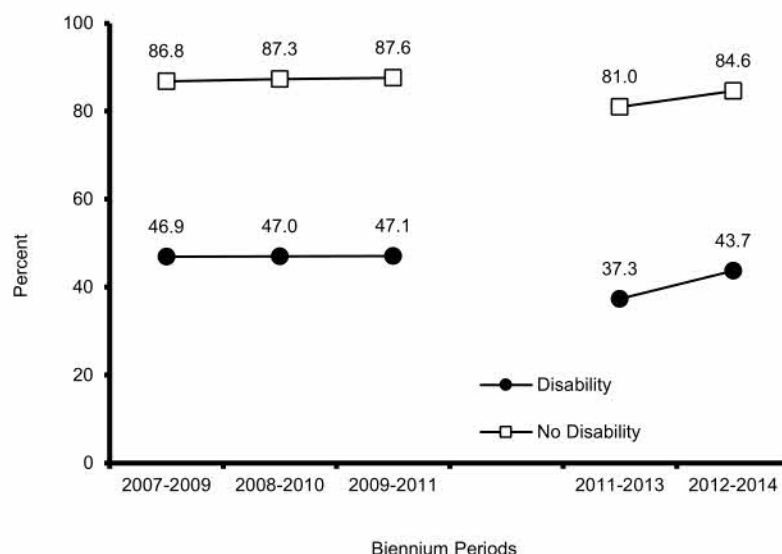 100
86.8 87.3 87.6
81.0 84.6
80
60
46.9 47.0 47.1
43.7
37.3
40
Percent
Disability
20
No Disability
0
2007-2009 2008-2010 2009-2011 2011-2013 2012-2014
Biennium Periods